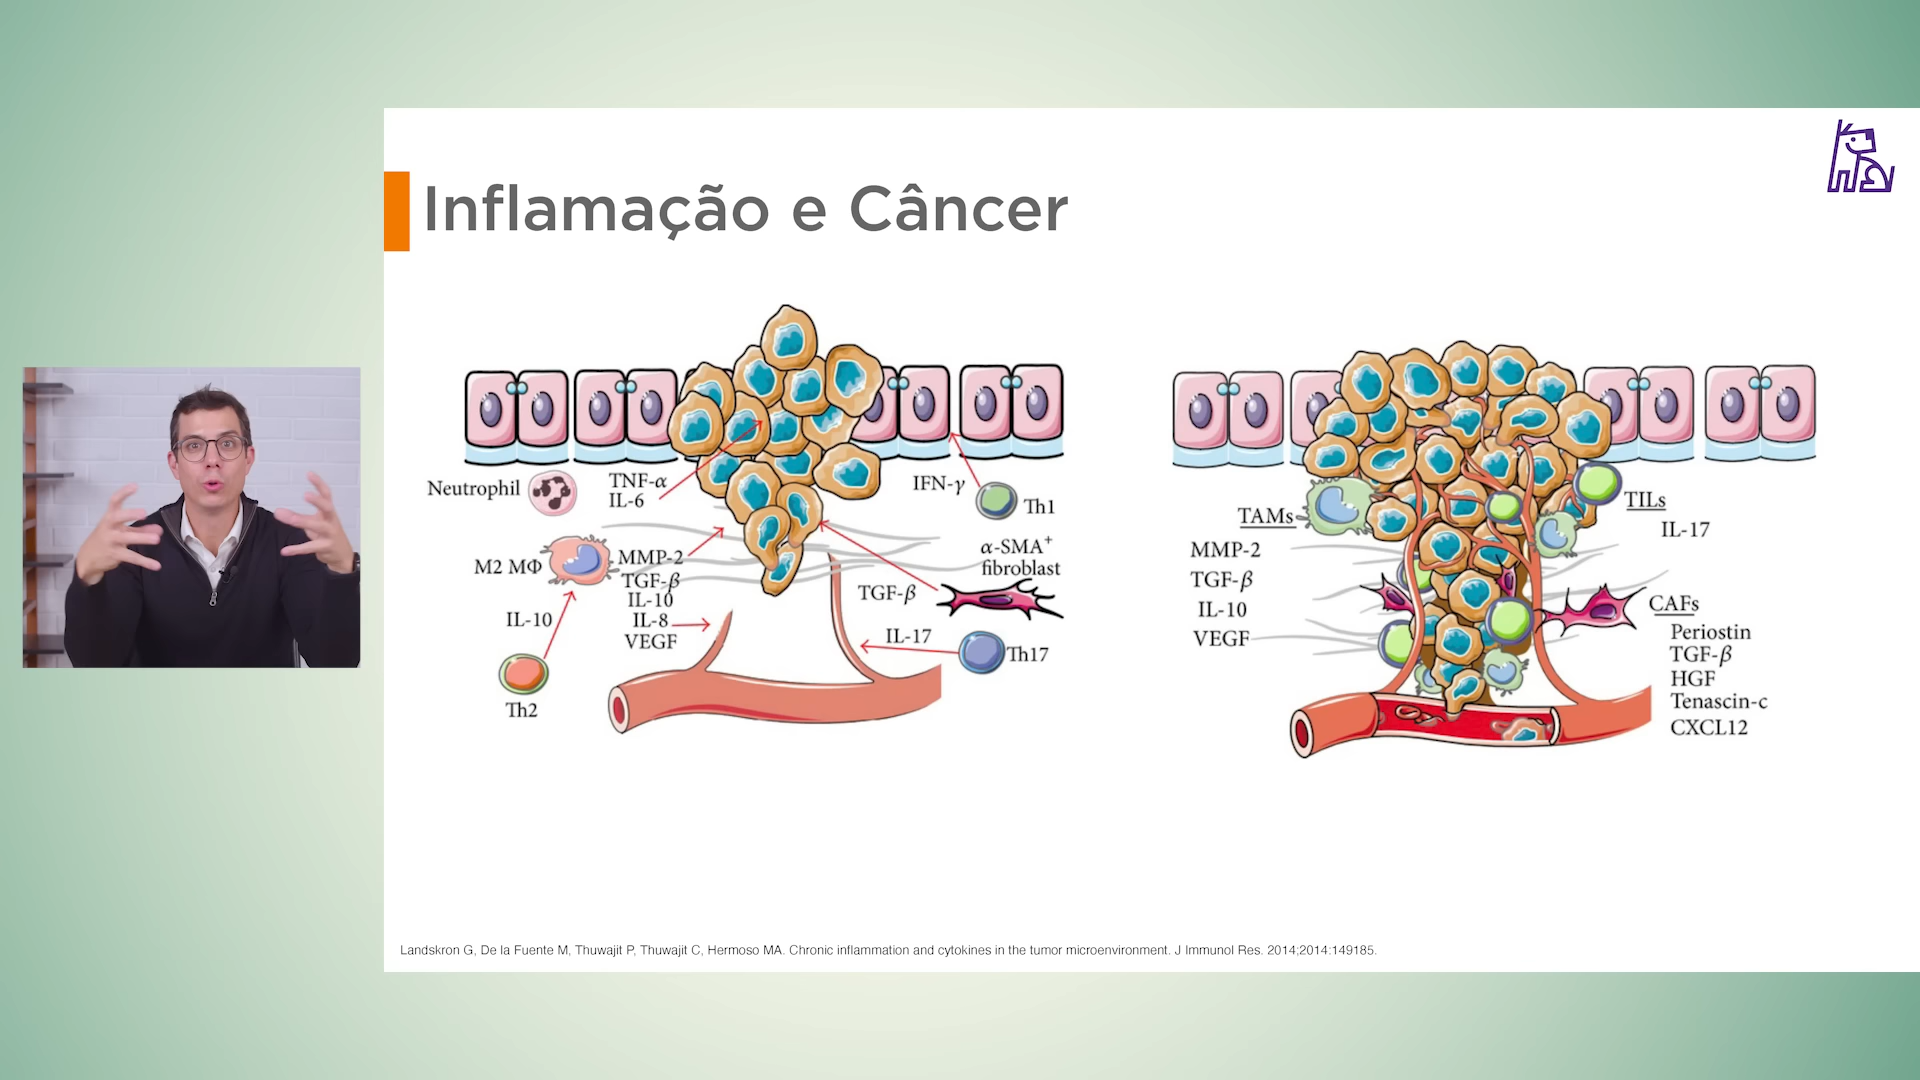 Inflamação e Câncer
Neutrophil
TNF-α
IL-6
IFN-γ
Th1
M2 MΦ
MMP-2
TGF-β
IL-10
IL-8
VEGF
IL-10
Th2
α-SMA⁺
fibroblast
TGF-β
IL-17
Th17
TAMs
MMP-2
TGF-β
IL-10
VEGF
TILs
IL-17
CAFs
Periostin
TGF-β
HGF
Tenascin-c
CXCL12
Landskron G, De la Fuente M, Thuwajit P, Thuwajit C, Hermoso MA. Chronic inflammation and cytokines in the tumor microenvironment. J Immunol Res. 2014;2014:149185.